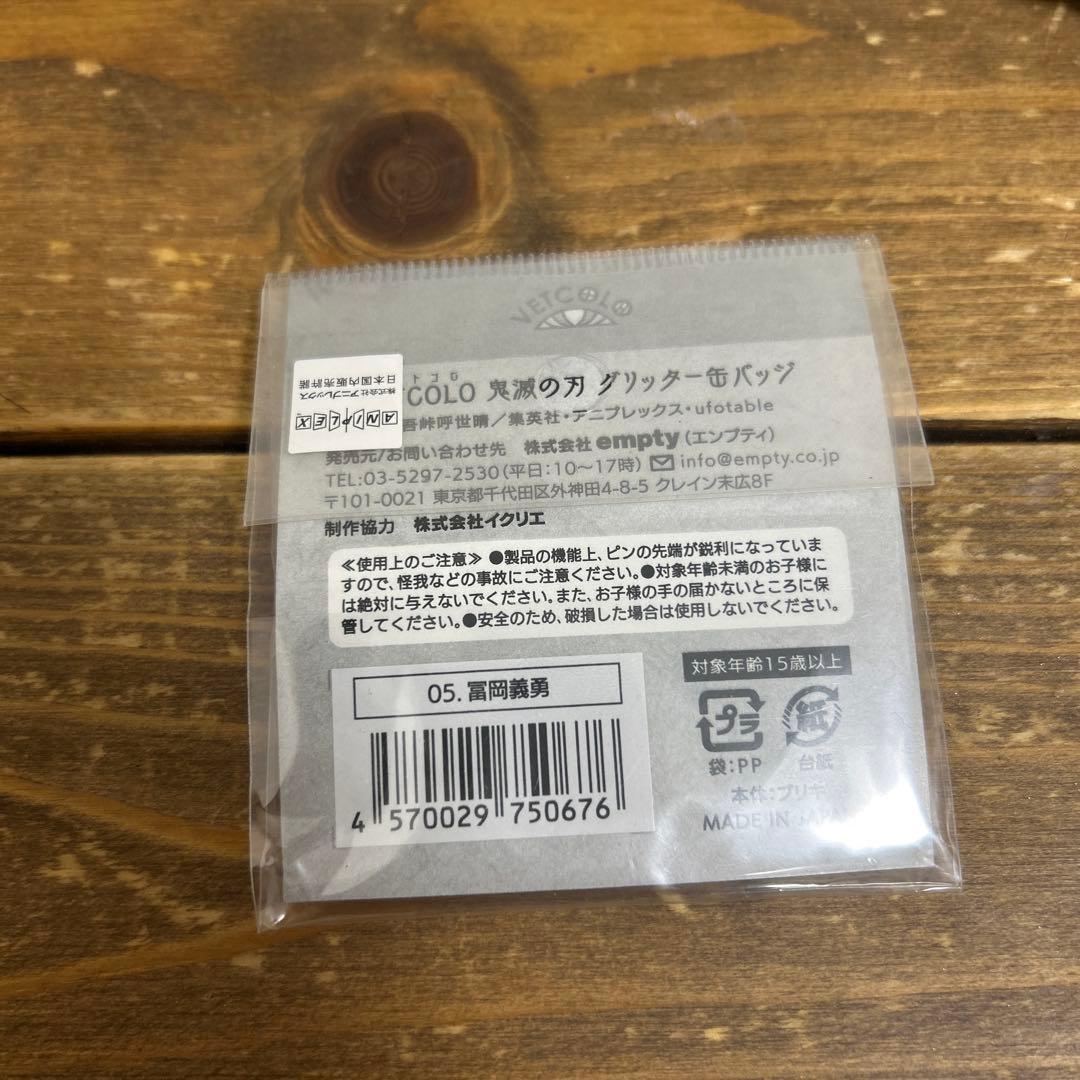 VETCOLO
COLO 鬼滅の刃 グリッター缶バッジ
吾峠呼世晴／集英社・アニプレックス・ufotable
ANIPLEX
株式会社 アニプレックス
日本国内販売許諾
発売元/お問い合わせ先 株式会社 empty (エンプティ)
TEL:03-5297-2530 (平日:10〜17時) info@empty.co.jp
〒101-0021 東京都千代田区外神田4-8-5 クレイン末広8F
制作協力 株式会社イクリエ
≪使用上のご注意≫ ●製品の機能上、ピンの先端が鋭利になっていま
すので、怪我などの事故にご注意ください。●対象年齢未満のお子様に
は絶対に与えないでください。また、お子様の手の届かないところに保
管してください。●安全のため、破損した場合は使用しないでください。
対象年齢15歳以上
05. 冨岡義勇
4 570029 750676
プラ 紙
袋:PP 台紙
本体:ブリキ
MADE IN JAPAN